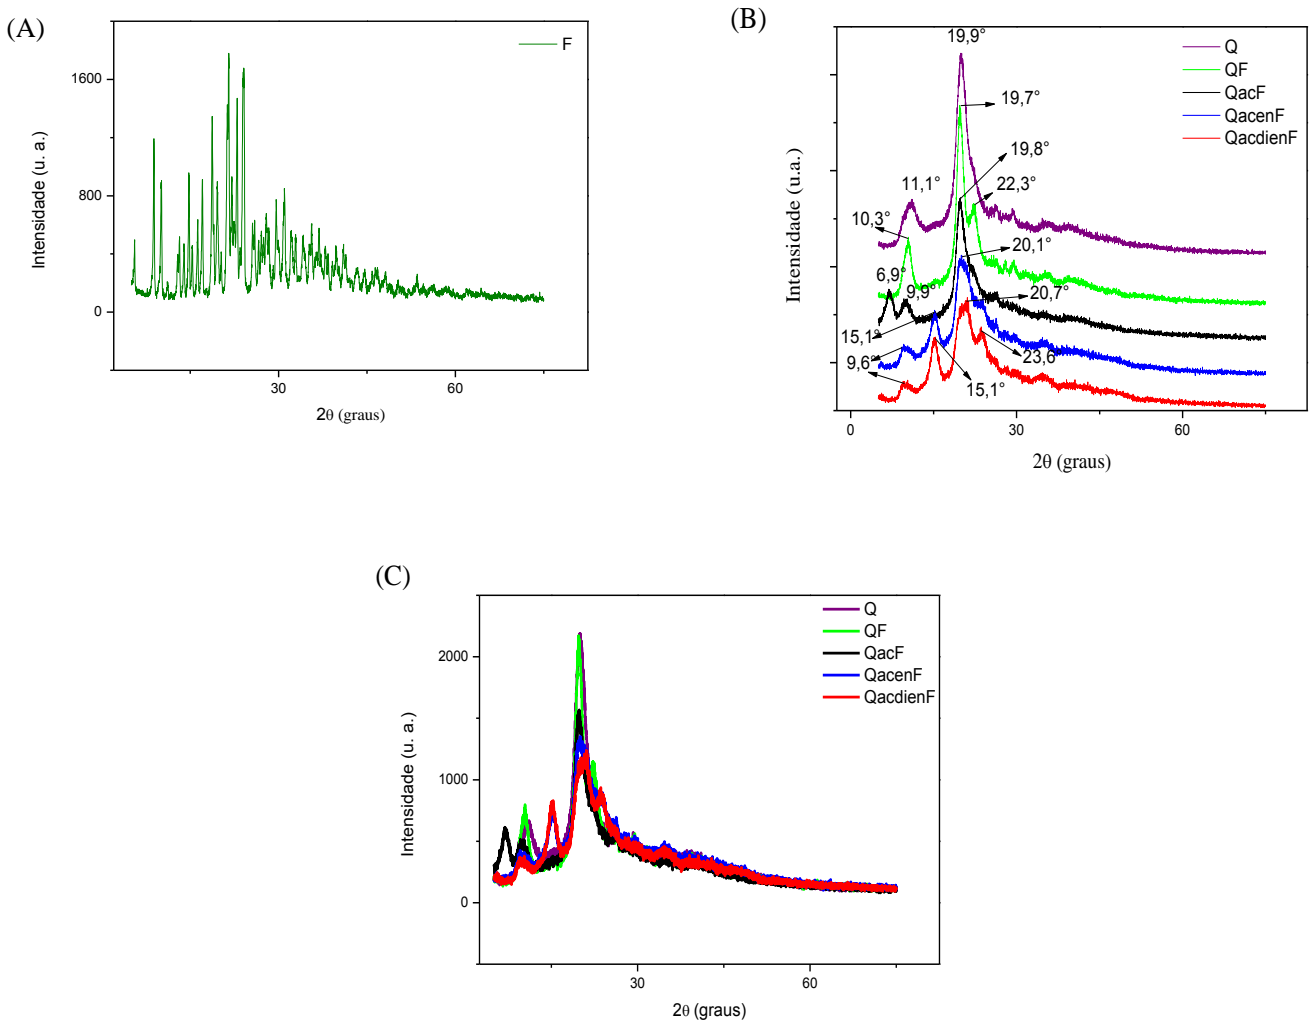 (A)
F
1600
800
0
Intensidade (u. a.)
30
60
2θ (graus)
(B)
19,9°
Q
QF
QacF
QacenF
QacdienF
19,7°
19,8°
11,1°
22,3°
10,3°
20,1°
6,9°
9,9°
20,7°
15,1°
9,6°
23,6
15,1°
Intensidade (u.a.)
0
30
60
2θ (graus)
(C)
Q
QF
QacF
QacenF
QacdienF
2000
1000
0
Intensidade (u. a.)
30
60
2θ (graus)